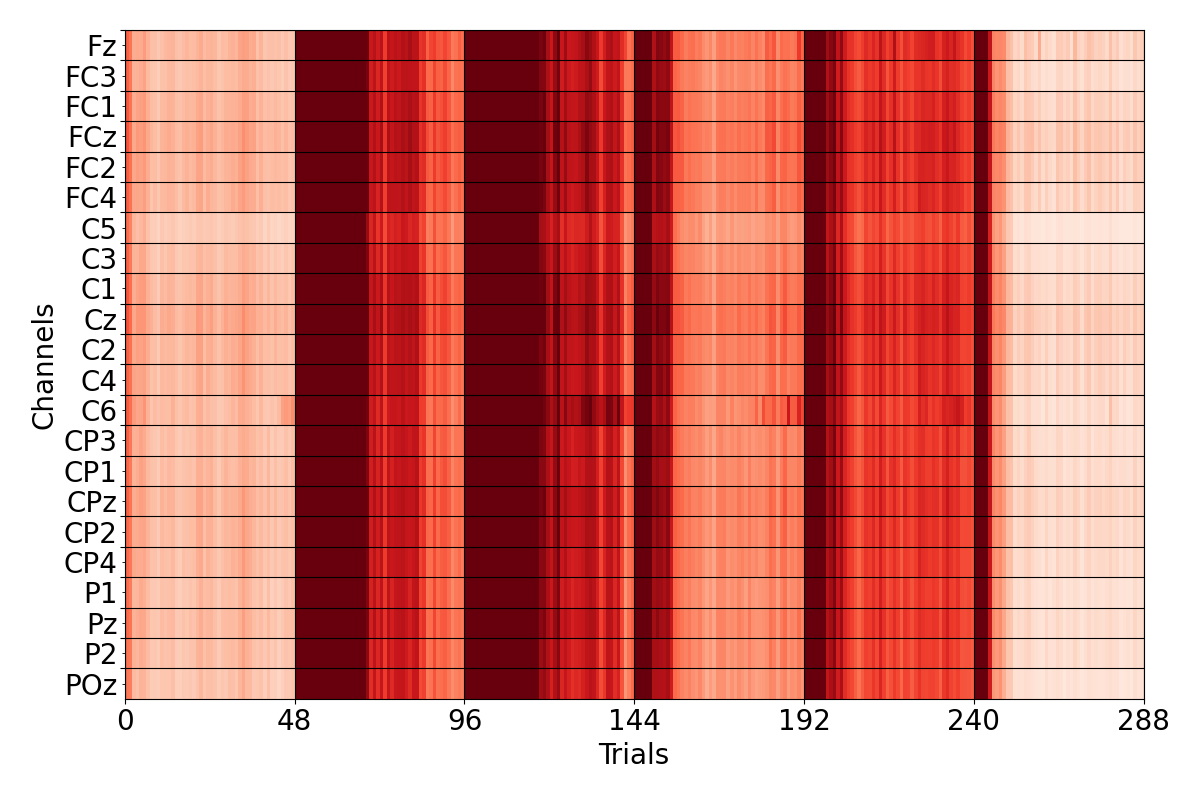 Fz
FC3
FC1
FCz
FC2
FC4
C5
C3
C1
Cz
C2
C4
C6
CP3
CP1
CPz
CP2
CP4
P1
Pz
P2
POz
Channels
0 48 96 144 192 240 288
Trials